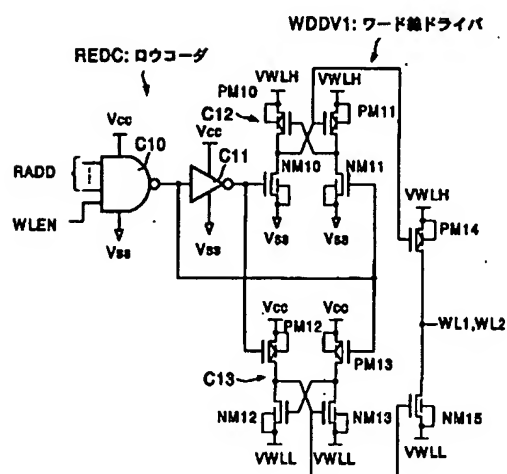 WDDV1: ワード線ドライバ
REDC: ロウコーダ
VWLH VWLH
PM10
PM11
C12
Vcc
C10
Vcc
C11
NM10
NM11
RADD
WLEN
Vss
Vss
Vss
Vss
VWLH
PM14
Vcc
Vcc
PM12
PM13
WL1,WL2
C13
NM12
NM13
NM15
VWLL
VWLL
VWLL